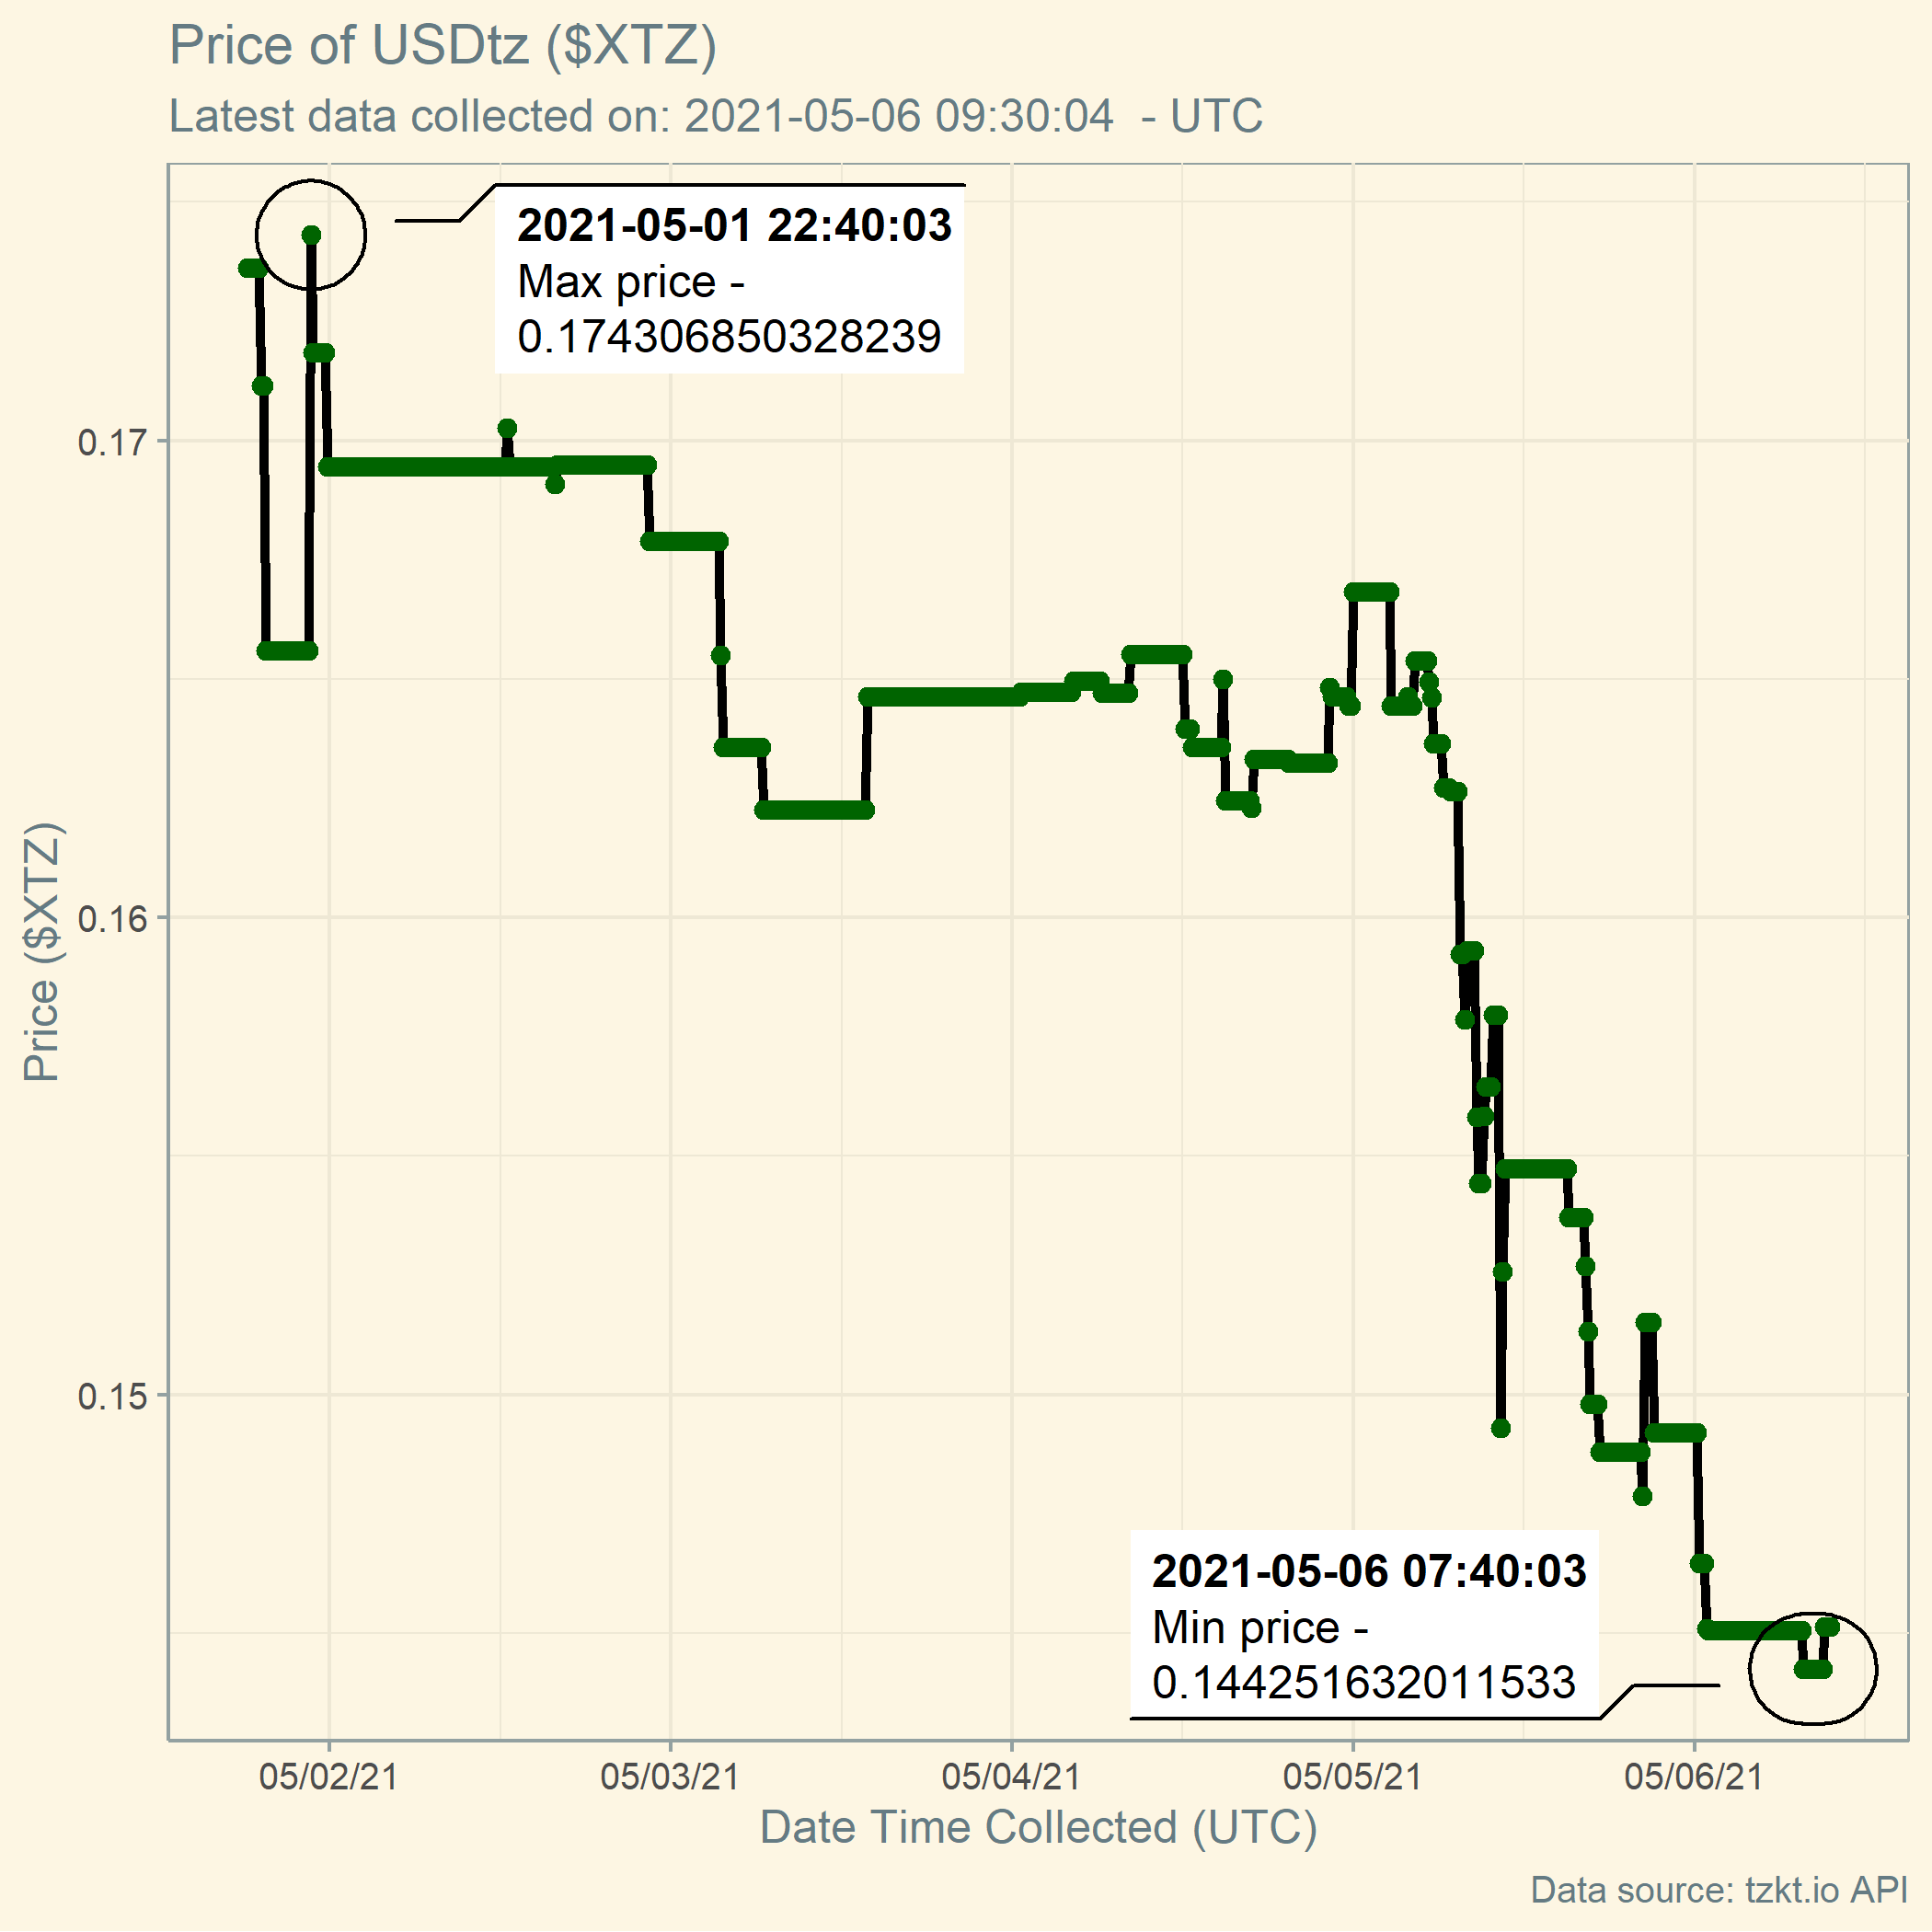 Price of USDtz ($XTZ)
Latest data collected on: 2021-05-06 09:30:04  - UTC
2021-05-01 22:40:03
Max price -
0.174306850328239
0.17
0.16
0.15
Price ($XTZ)
2021-05-06 07:40:03
Min price -
0.144251632011533
05/02/21
05/03/21
05/04/21
05/05/21
05/06/21
Date Time Collected (UTC)
Data source: tzkt.io API